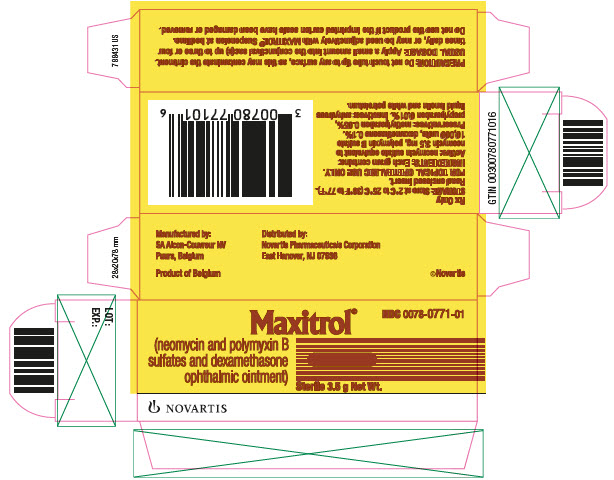 789431 US
PRECAUTION: Do not touch tube tip to any surface, as this may contaminate the ointment.
USUAL DOSAGE: Apply a small amount into the conjunctival sac(s) up to three or four
times daily, or may be used adjunctively with MAXITROL® Suspension at bedtime.
Do not use this product if the imprinted carton seals have been damaged or removed.
3 00780 77101 6
Rx Only
STORAGE: Store at 2°C to 25°C (36°F to 77°F).
Read enclosed insert.
FOR TOPICAL OPHTHALMIC USE ONLY.
INGREDIENTS: Each gram contains:
Active: neomycin sulfate equivalent to
neomycin 3.5 mg, polymyxin B sulfate
10,000 units, dexamethasone 0.1%.
Preservatives: methylparaben 0.05%,
propylparaben 0.01%. Inactives: anhydrous
liquid lanolin and white petrolatum.
GTIN 00300780771016
28x20x78 mm
Manufactured by:
SA Alcon-Couvreur NV
Puurs, Belgium
Product of Belgium
Distributed by:
Novartis Pharmaceuticals Corporation
East Hanover, NJ 07936
©Novartis
LOT:
EXP.:
Maxitrol®
NDC 0078-0771-01
(neomycin and polymyxin B
sulfates and dexamethasone
ophthalmic ointment)
Sterile 3.5 g Net Wt.
NOVARTIS